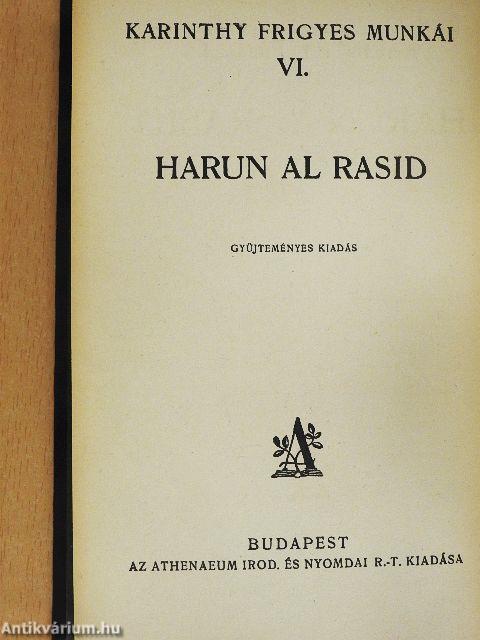 KARINTHY FRIGYES MUNKÁI
VI.
HARUN AL RASID
GYŰJTEMÉNYES KIADÁS
A
BUDAPEST
AZ ATHENAEUM IROD. ÉS NYOMDAI R.-T. KIADÁSA
Antikvárium.hu